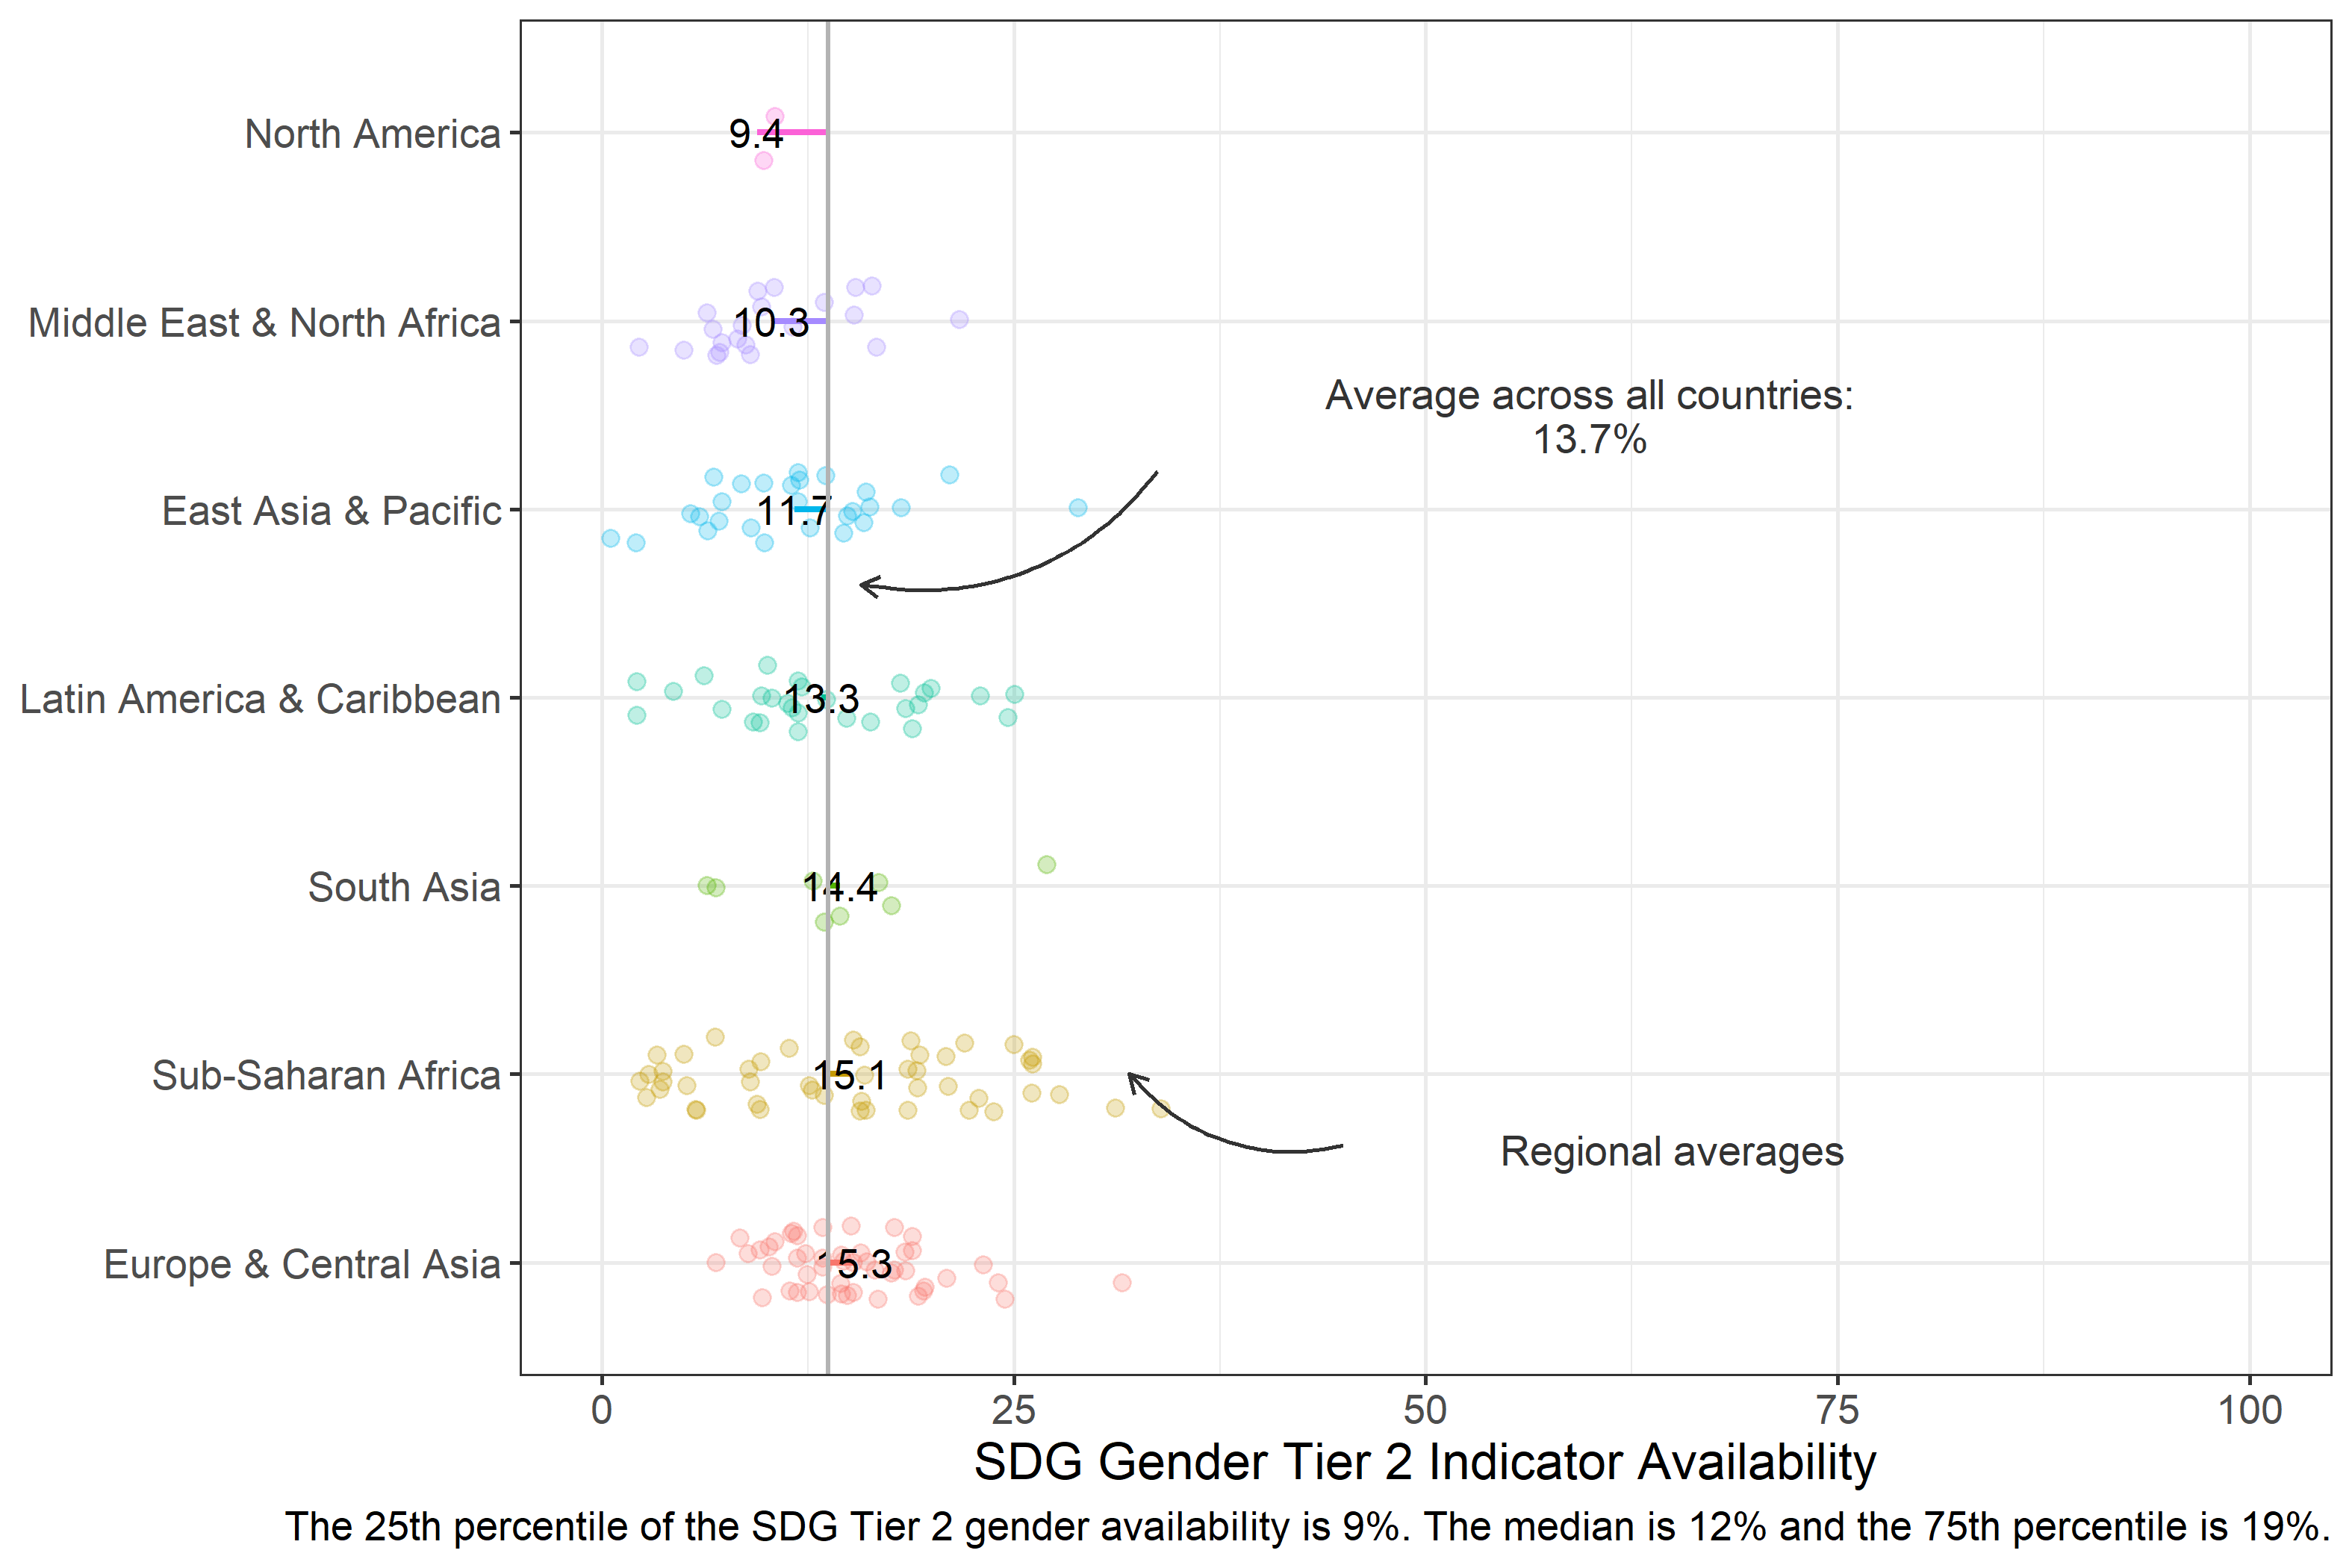 North America
9.4
Middle East & North Africa
10.3
Average across all countries:
13.7%
East Asia & Pacific
11.7
Latin America & Caribbean
13.3
South Asia
14.4
Sub-Saharan Africa
15.1
Regional averages
Europe & Central Asia
15.3
0 25 50 75 100
SDG Gender Tier 2 Indicator Availability
The 25th percentile of the SDG Tier 2 gender availability is 9%. The median is 12% and the 75th percentile is 19%.